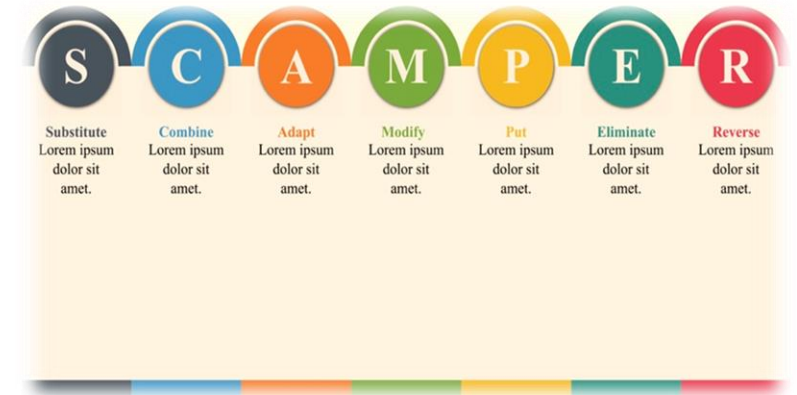 S C A M P E R
Substitute Combine Adapt Modify Put Eliminate Reverse
Lorem ipsum Lorem ipsum Lorem ipsum Lorem ipsum Lorem ipsum Lorem ipsum Lorem ipsum
dolor sit dolor sit dolor sit dolor sit dolor sit dolor sit dolor sit
amet. amet. amet. amet. amet. amet. amet.